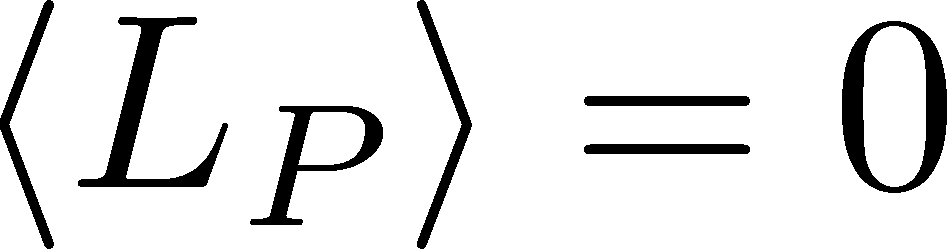 ⟨L_P⟩ = 0